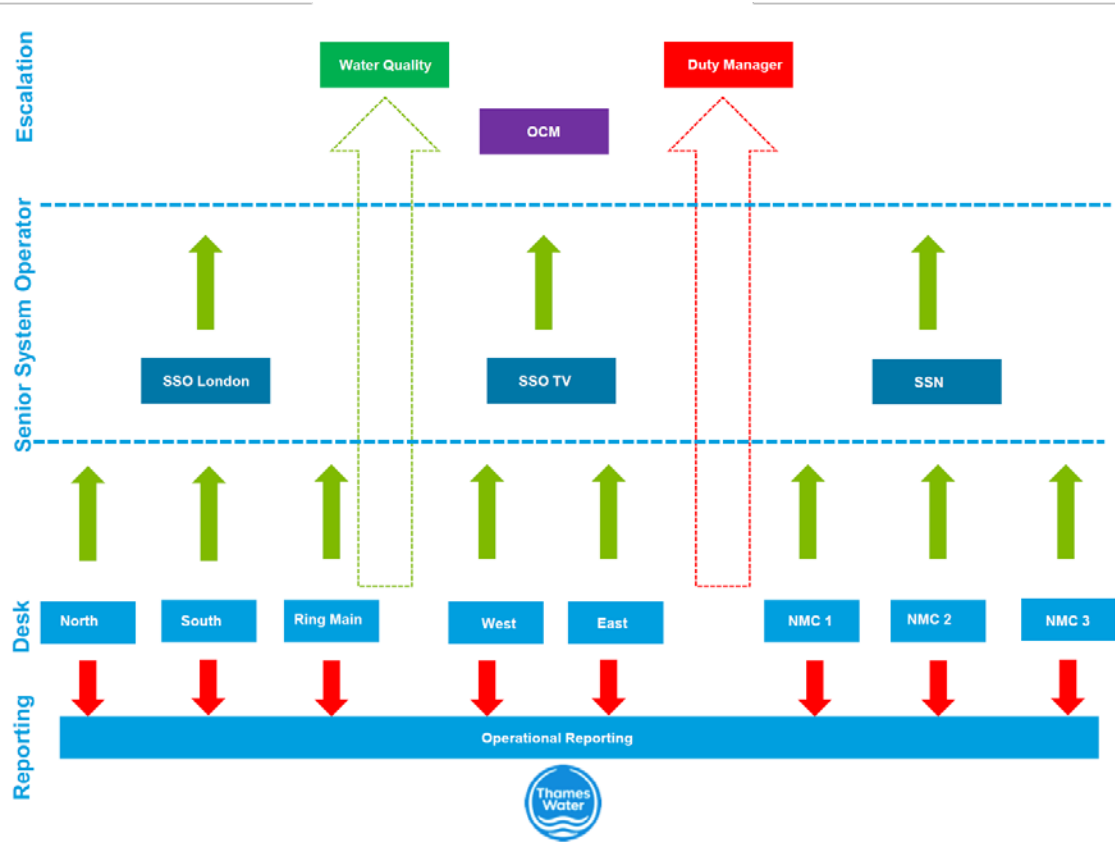 Escalation
Water Quality
Duty Manager
OCM
Senior System Operator
SSO London
SSO TV
SSN
Desk
North
South
Ring Main
West
East
NMC 1
NMC 2
NMC 3
Reporting
Operational Reporting
Thames
Water